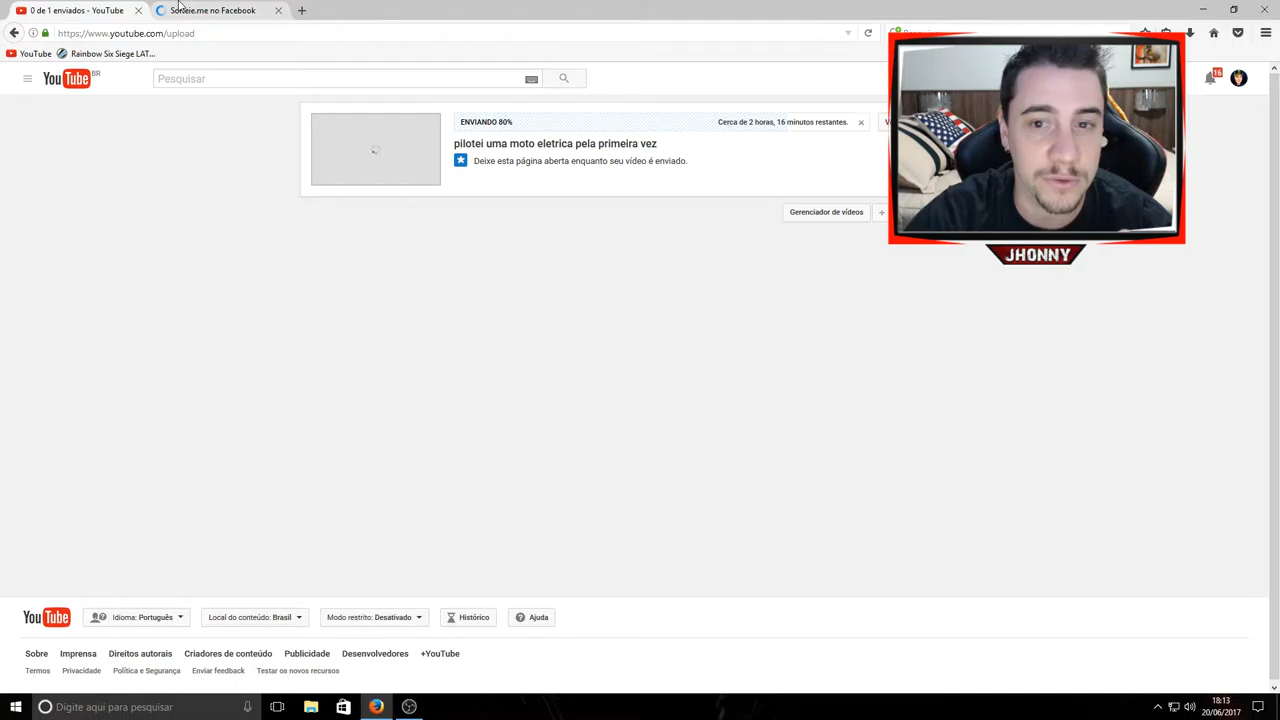 0 de 1 enviados - YouTube
Sorteie.me no Facebook
https://www.youtube.com/upload
YouTube
Rainbow Six Siege LAT...
YouTube BR
Pesquisar
16
ENVIANDO 80%
Cerca de 2 horas, 16 minutos restantes.
pilotei uma moto eletrica pela primeira vez
Deixe esta página aberta enquanto seu vídeo é enviado.
Gerenciador de vídeos
JHONNY
YouTube
Idioma: Português
Local do conteúdo: Brasil
Modo restrito: Desativado
Histórico
Ajuda
Sobre
Imprensa
Direitos autorais
Criadores de conteúdo
Publicidade
Desenvolvedores
+YouTube
Termos
Privacidade
Política e Segurança
Enviar feedback
Testar os novos recursos
Digite aqui para pesquisar
18:13
20/06/2017